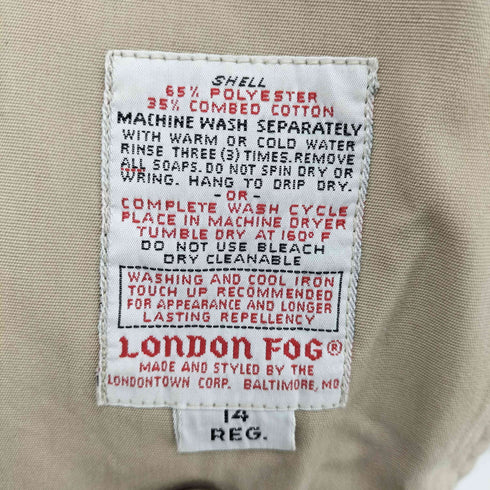 SHELL
65% POLYESTER
35% COMBED COTTON
MACHINE WASH SEPARATELY
WITH WARM OR COLD WATER
RINSE THREE (3) TIMES. REMOVE
ALL SOAPS. DO NOT SPIN DRY OR
WRING. HANG TO DRIP DRY.
-OR-
COMPLETE WASH CYCLE
PLACE IN MACHINE DRYER
TUMBLE DRY AT 160° F
DO NOT USE BLEACH
DRY CLEANABLE
WASHING AND COOL IRON
TOUCH UP RECOMMENDED
FOR APPEARANCE AND LONGER
LASTING REPELLENCY
LONDON FOG®
MADE AND STYLED BY THE
LONDONTOWN CORP. BALTIMORE, MD.
14
REG.